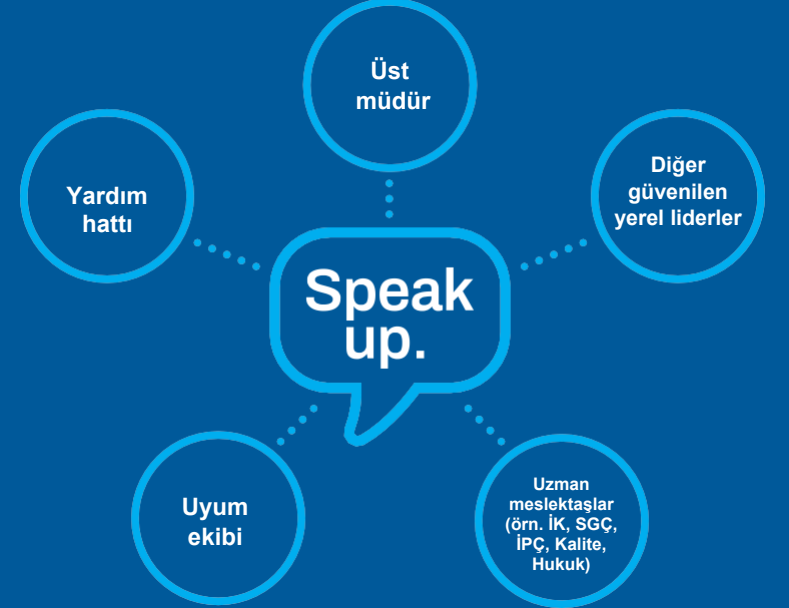 Üst
müdür
Yardım
hattı
Diğer
güvenilen
yerel liderler
Speak
up.
Uyum
ekibi
Uzman
meslektaşlar
(örn. İK, SGÇ,
İPÇ, Kalite,
Hukuk)